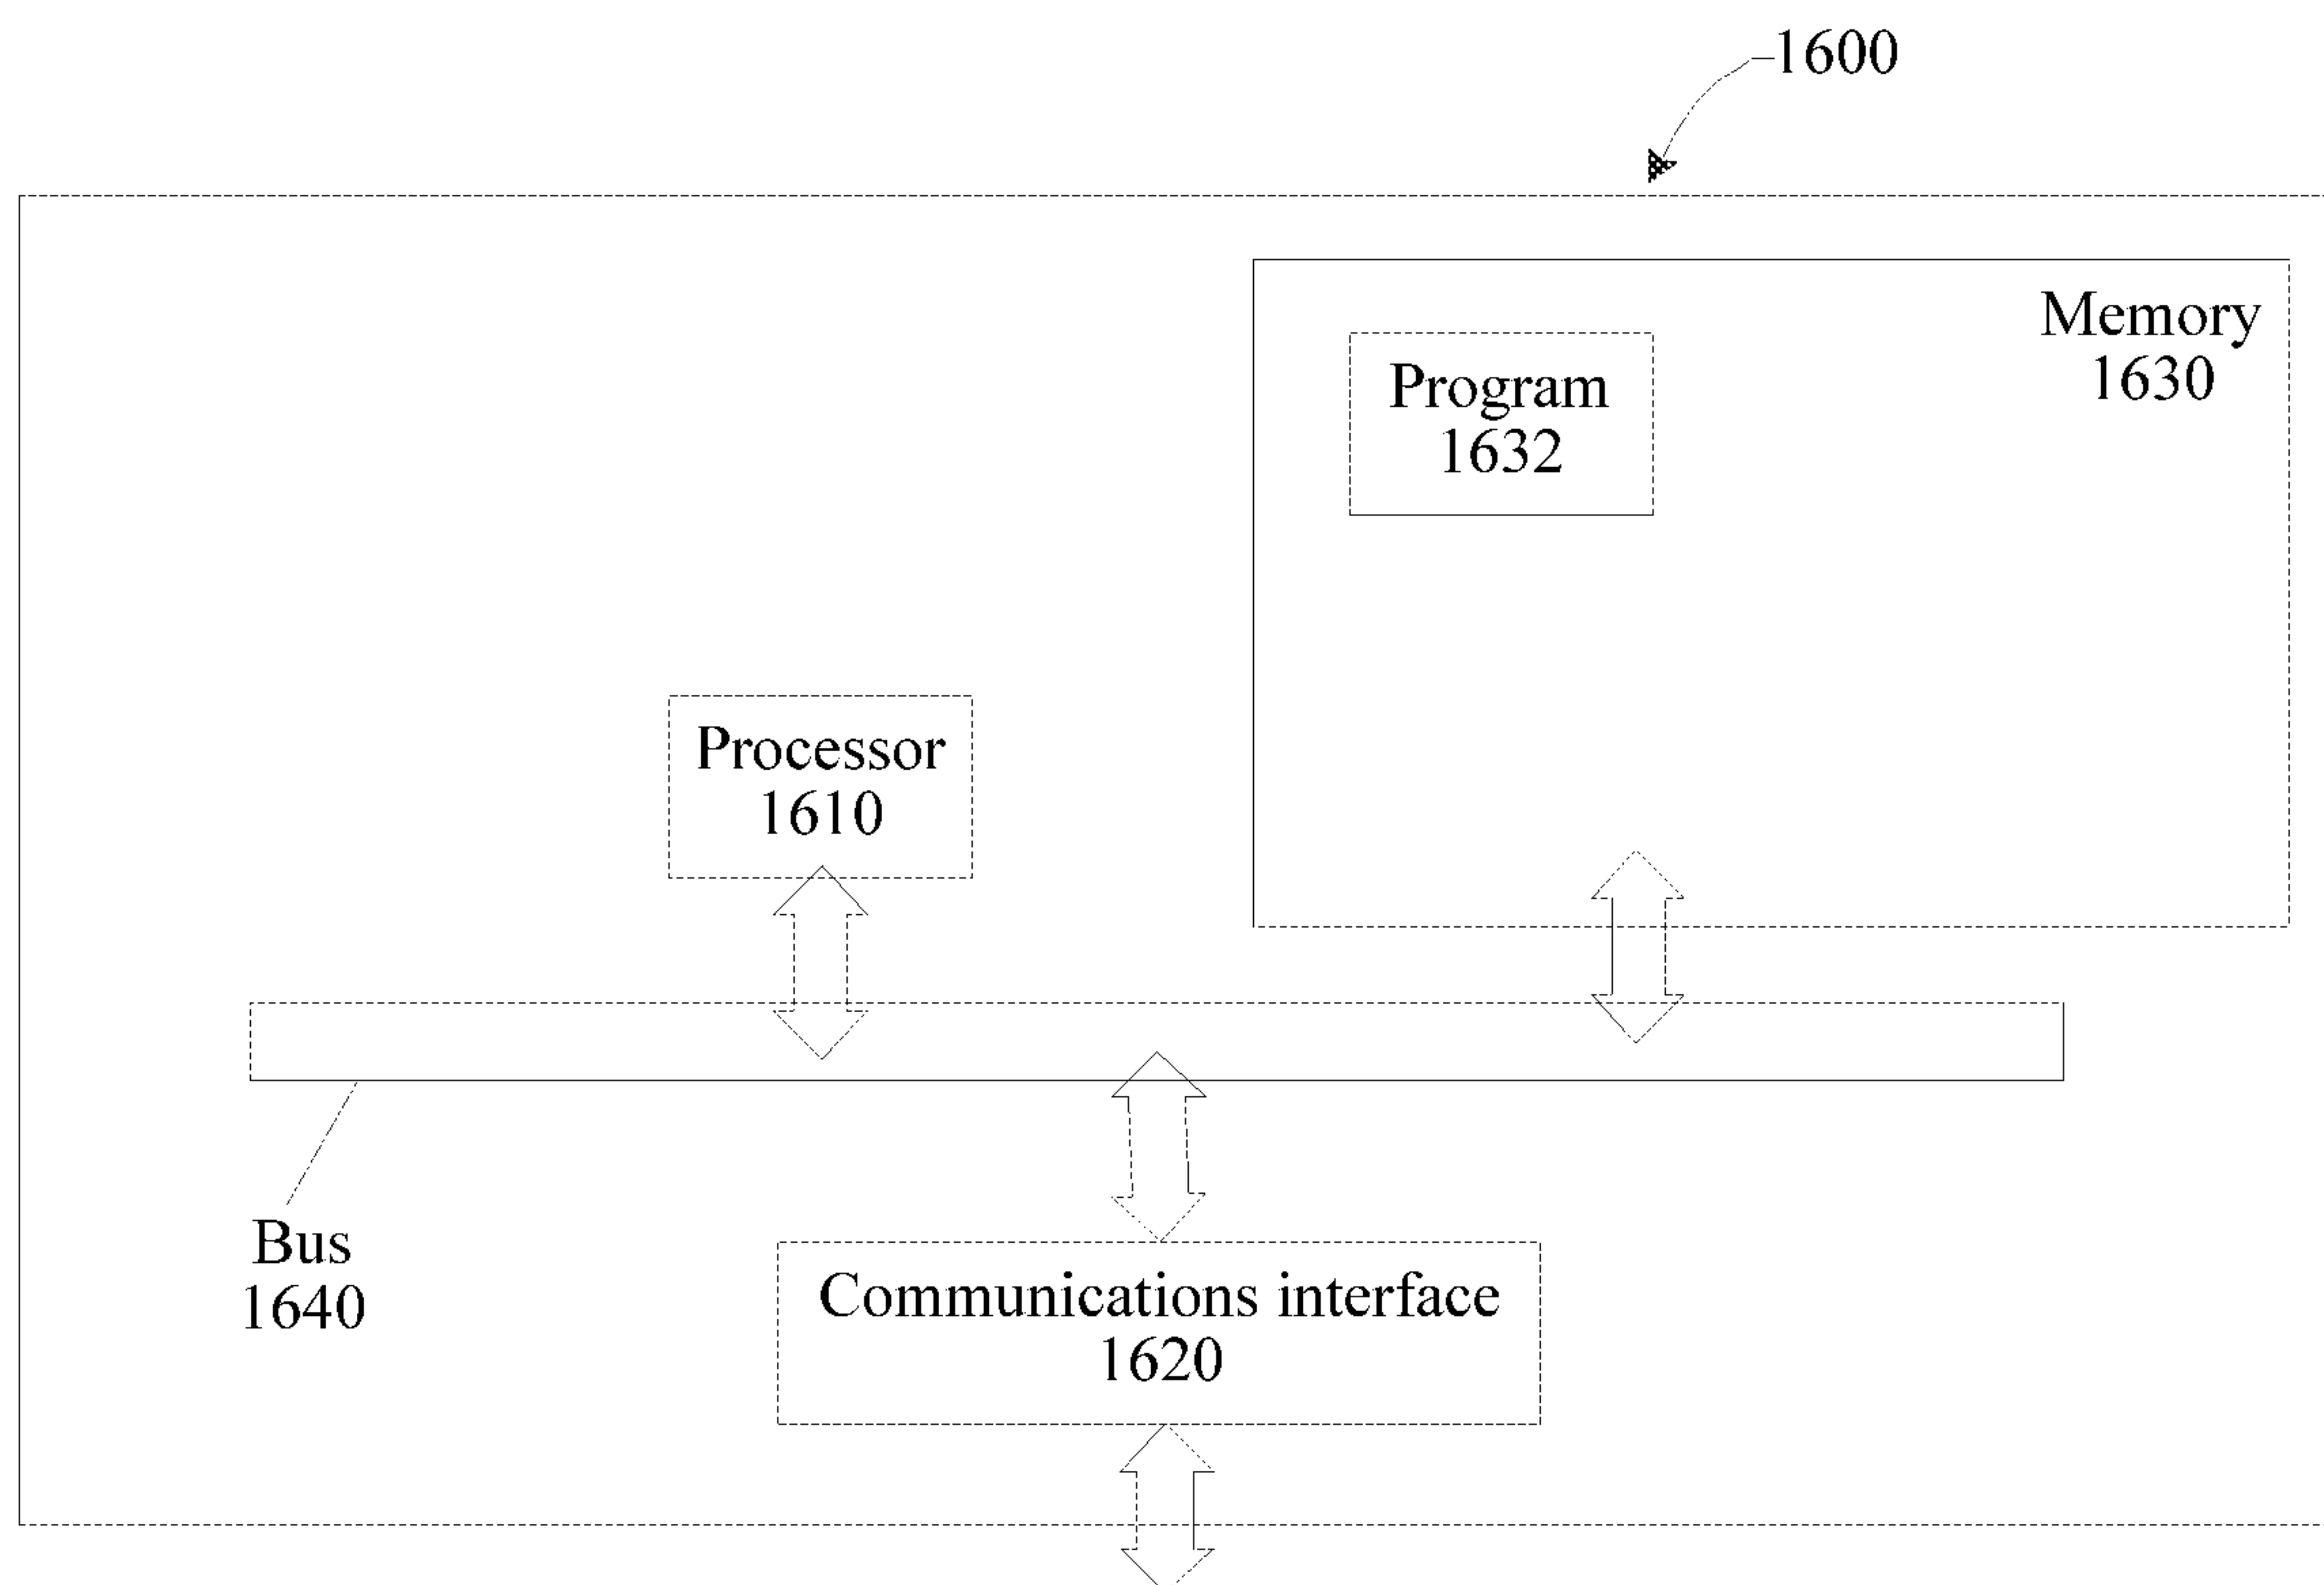 1600
Memory
1630
Program
1632
Processor
1610
Bus
1640
Communications interface
1620